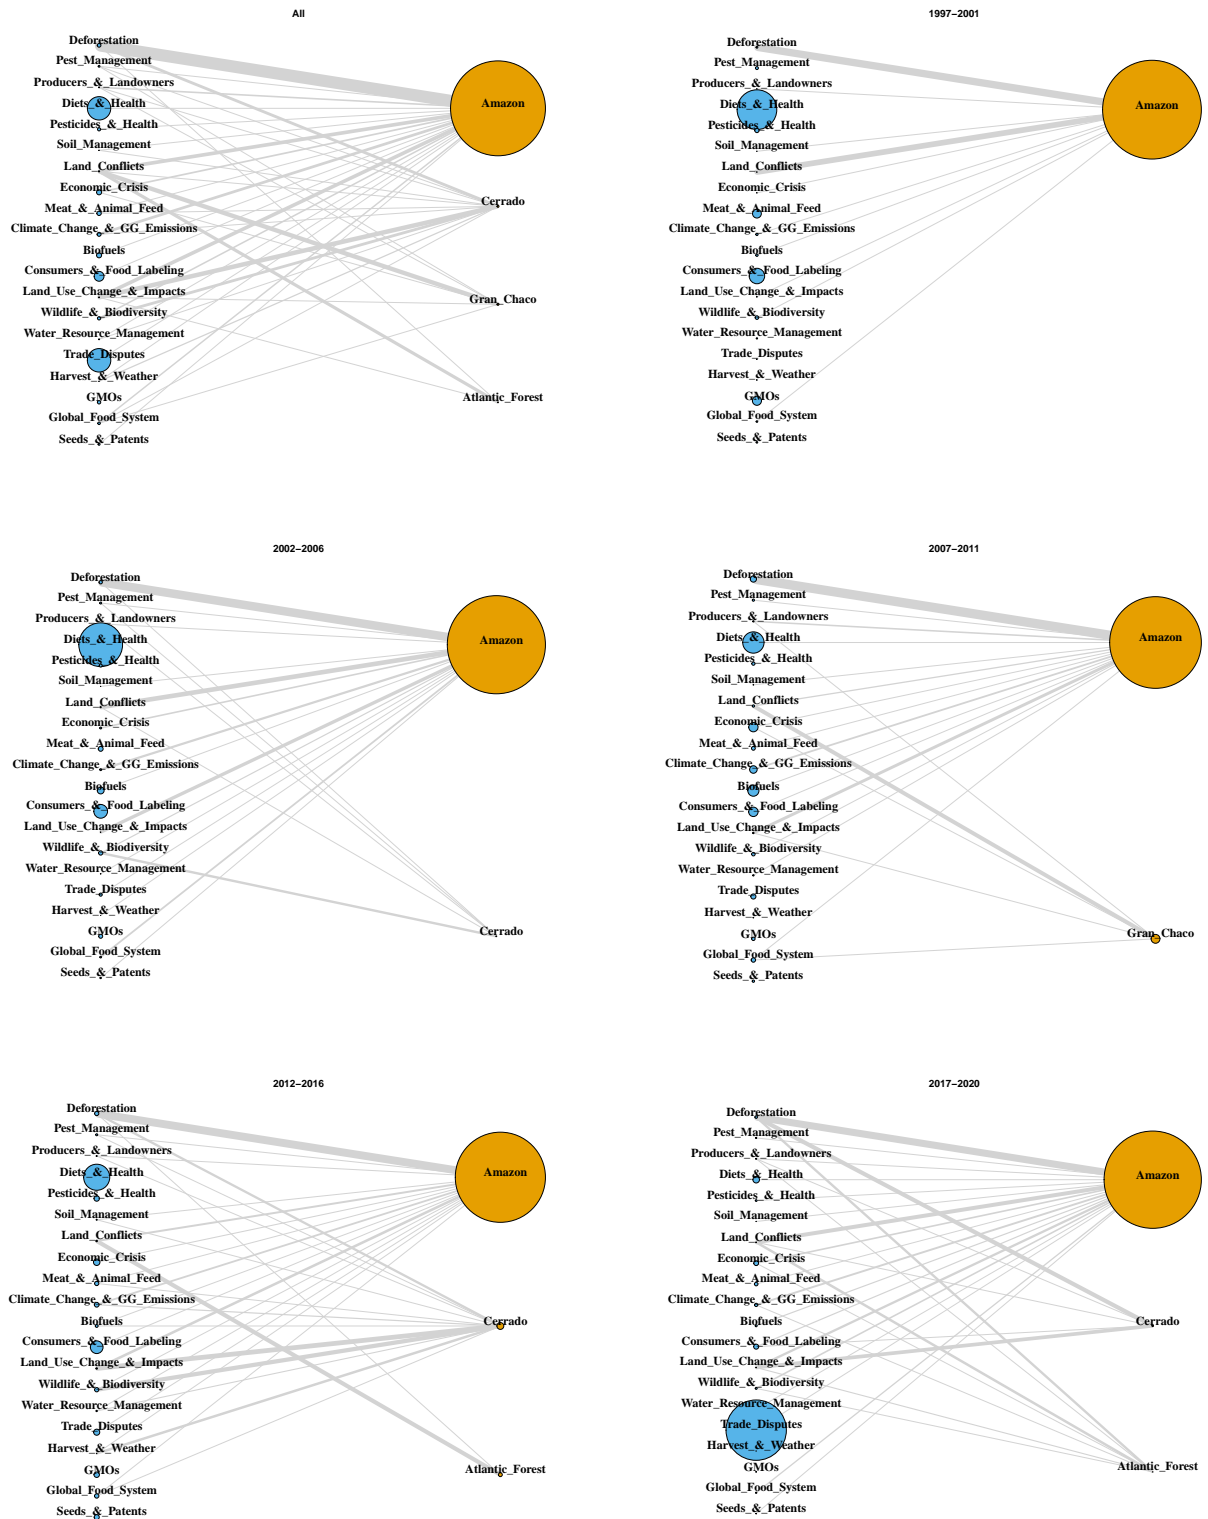 All
Deforestation
Pest_Management
Producers_&_Landowners
Diets_&_Health
Pesticides_&_Health
Soil_Management
Land_Conflicts
Economic_Crisis
Meat_&_Animal_Feed
Climate_Change_&_GG_Emissions
Biofuels
Consumers_&_Food_Labeling
Land_Use_Change_&_Impacts
Wildlife_&_Biodiversity
Water_Resource_Management
Trade_Disputes
Harvest_&_Weather
GMOs
Global_Food_System
Seeds_&_Patents
Amazon
Cerrado
Gran_Chaco
Atlantic_Forest
1997–2001
Deforestation
Pest_Management
Producers_&_Landowners
Diets_&_Health
Pesticides_&_Health
Soil_Management
Land_Conflicts
Economic_Crisis
Meat_&_Animal_Feed
Climate_Change_&_GG_Emissions
Biofuels
Consumers_&_Food_Labeling
Land_Use_Change_&_Impacts
Wildlife_&_Biodiversity
Water_Resource_Management
Trade_Disputes
Harvest_&_Weather
GMOs
Global_Food_System
Seeds_&_Patents
Amazon
2002–2006
Deforestation
Pest_Management
Producers_&_Landowners
Diets_&_Health
Pesticides_&_Health
Soil_Management
Land_Conflicts
Economic_Crisis
Meat_&_Animal_Feed
Climate_Change_&_GG_Emissions
Biofuels
Consumers_&_Food_Labeling
Land_Use_Change_&_Impacts
Wildlife_&_Biodiversity
Water_Resource_Management
Trade_Disputes
Harvest_&_Weather
GMOs
Global_Food_System
Seeds_&_Patents
Amazon
Cerrado
2007–2011
Deforestation
Pest_Management
Producers_&_Landowners
Diets_&_Health
Pesticides_&_Health
Soil_Management
Land_Conflicts
Economic_Crisis
Meat_&_Animal_Feed
Climate_Change_&_GG_Emissions
Biofuels
Consumers_&_Food_Labeling
Land_Use_Change_&_Impacts
Wildlife_&_Biodiversity
Water_Resource_Management
Trade_Disputes
Harvest_&_Weather
GMOs
Global_Food_System
Seeds_&_Patents
Amazon
Gran_Chaco
2012–2016
Deforestation
Pest_Management
Producers_&_Landowners
Diets_&_Health
Pesticides_&_Health
Soil_Management
Land_Conflicts
Economic_Crisis
Meat_&_Animal_Feed
Climate_Change_&_GG_Emissions
Biofuels
Consumers_&_Food_Labeling
Land_Use_Change_&_Impacts
Wildlife_&_Biodiversity
Water_Resource_Management
Trade_Disputes
Harvest_&_Weather
GMOs
Global_Food_System
Seeds_&_Patents
Amazon
Cerrado
Atlantic_Forest
2017–2020
Deforestation
Pest_Management
Producers_&_Landowners
Diets_&_Health
Pesticides_&_Health
Soil_Management
Land_Conflicts
Economic_Crisis
Meat_&_Animal_Feed
Climate_Change_&_GG_Emissions
Biofuels
Consumers_&_Food_Labeling
Land_Use_Change_&_Impacts
Wildlife_&_Biodiversity
Water_Resource_Management
Trade_Disputes
Harvest_&_Weather
GMOs
Global_Food_System
Seeds_&_Patents
Amazon
Cerrado
Atlantic_Forest